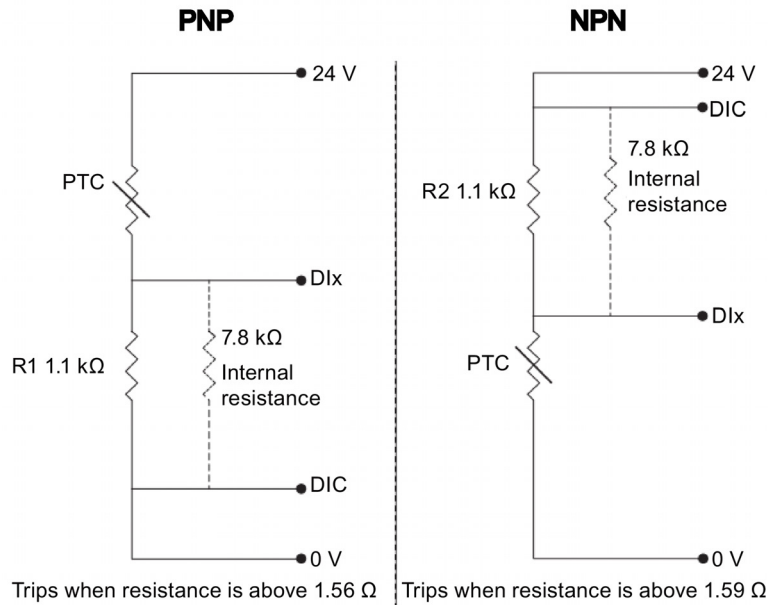 PNP
24 V
PTC
DIx
R1 1.1 kΩ
7.8 kΩ
Internal
resistance
DIC
0 V
Trips when resistance is above 1.56 Ω
NPN
24 V
DIC
7.8 kΩ
Internal
resistance
R2 1.1 kΩ
DIx
PTC
0 V
Trips when resistance is above 1.59 Ω